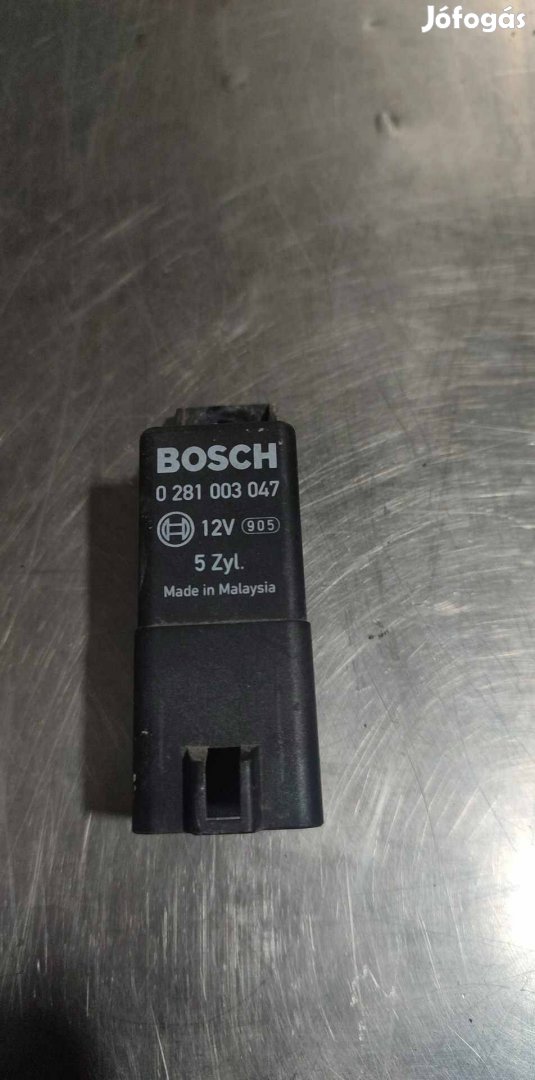 Jófogás
BOSCH
0 281 003 047
12V 905
5 Zyl.
Made in Malaysia